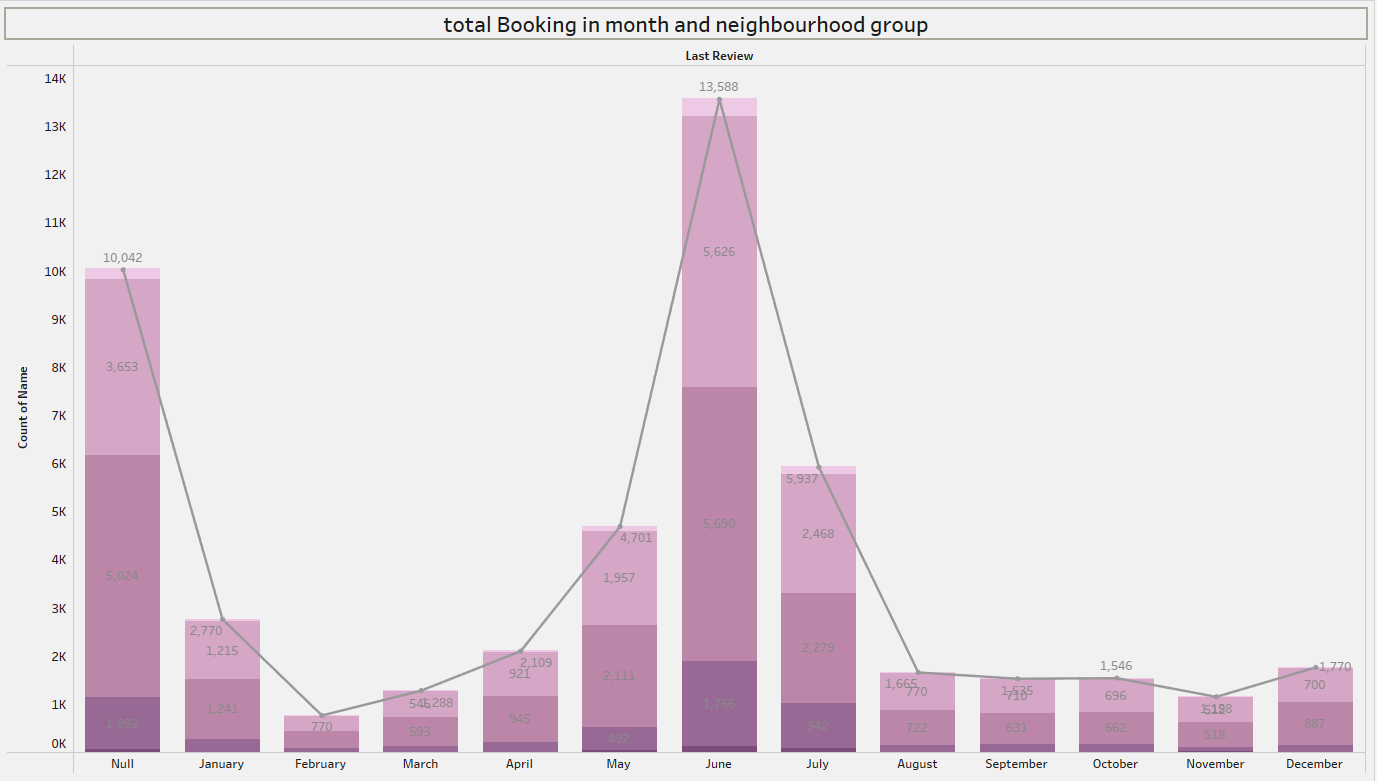 total Booking in month and neighbourhood group
Last Review
14K
13K
12K
11K
10K
9K
8K
7K
6K
5K
4K
3K
2K
1K
0K
Count of Name
10,042
3,653
5,024
1,092
2,770
1,215
1,241
770
1,288
593
2,109
921
945
4,701
1,957
2,111
492
13,588
5,626
5,690
1,766
5,937
2,468
2,279
942
1,665
770
722
1,535
631
1,546
696
662
518
1,770
700
887
Null January February March April May June July August September October November December